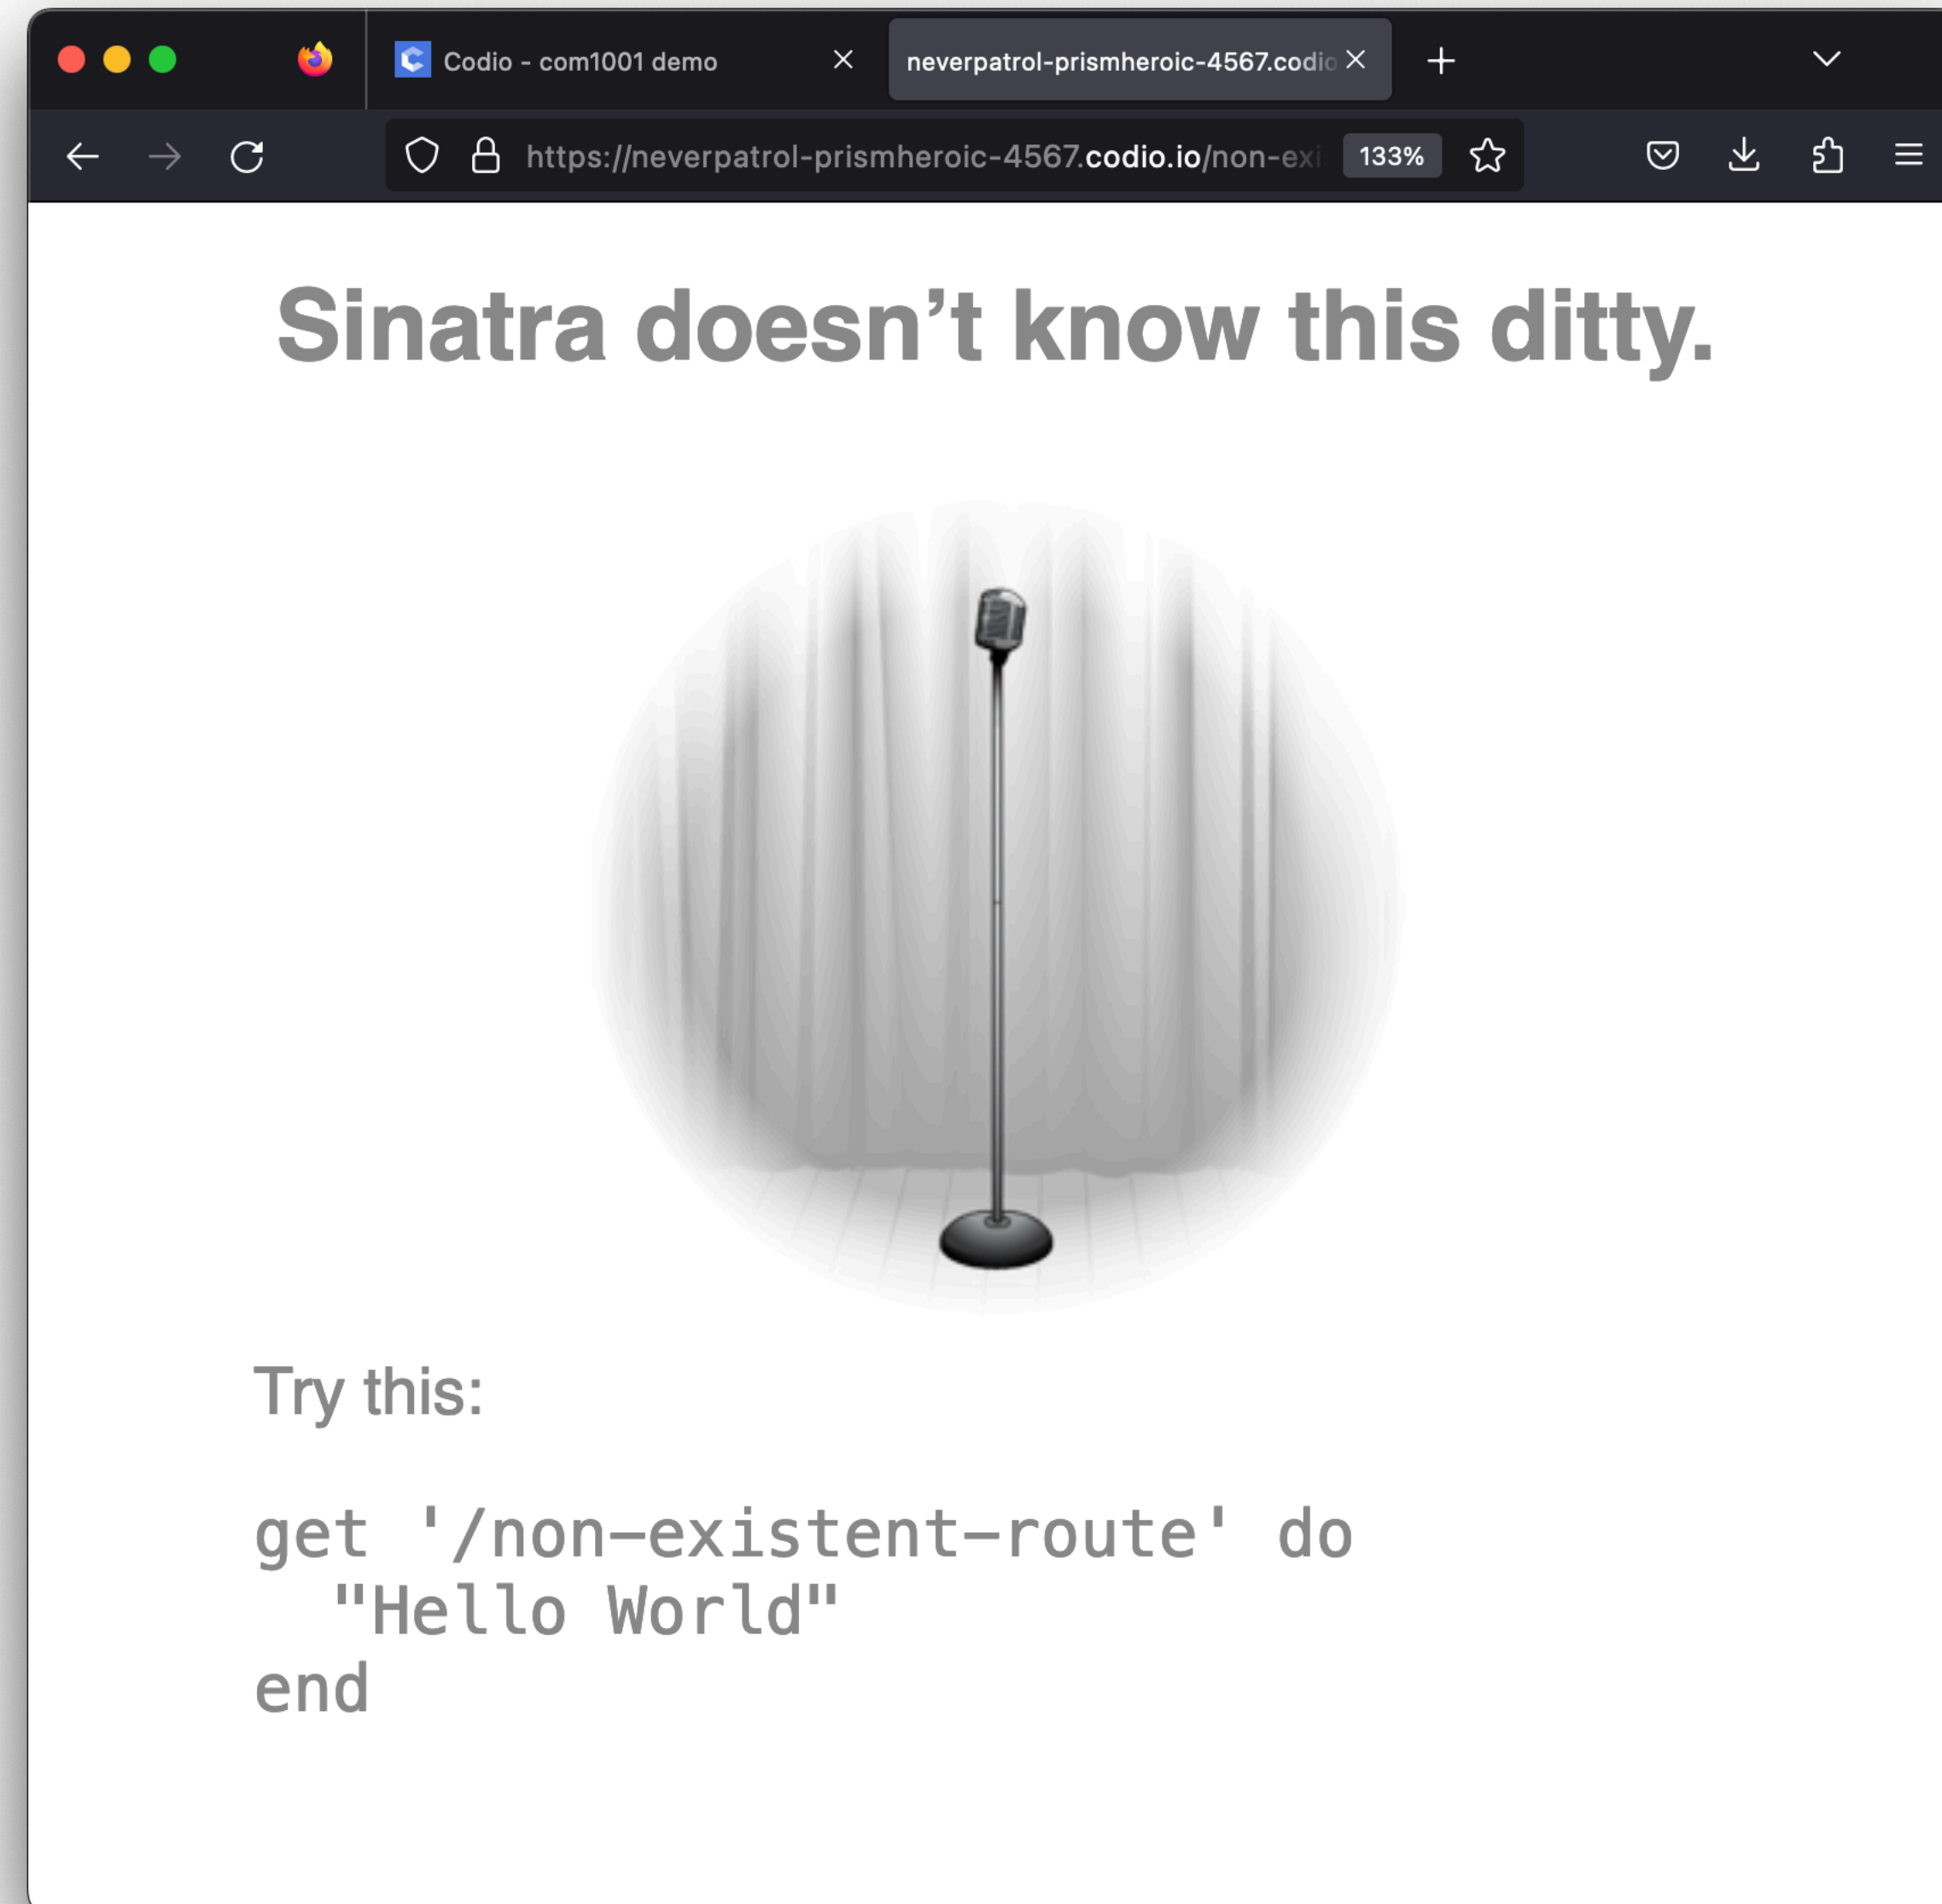 Codio - com1001 demo
neverpatrol-prismheroic-4567.codio
https://neverpatrol-prismheroic-4567.codio.io/non-exi
133%
Sinatra doesn’t know this ditty.
Try this:
get '/non-existent-route' do
  "Hello World"
end